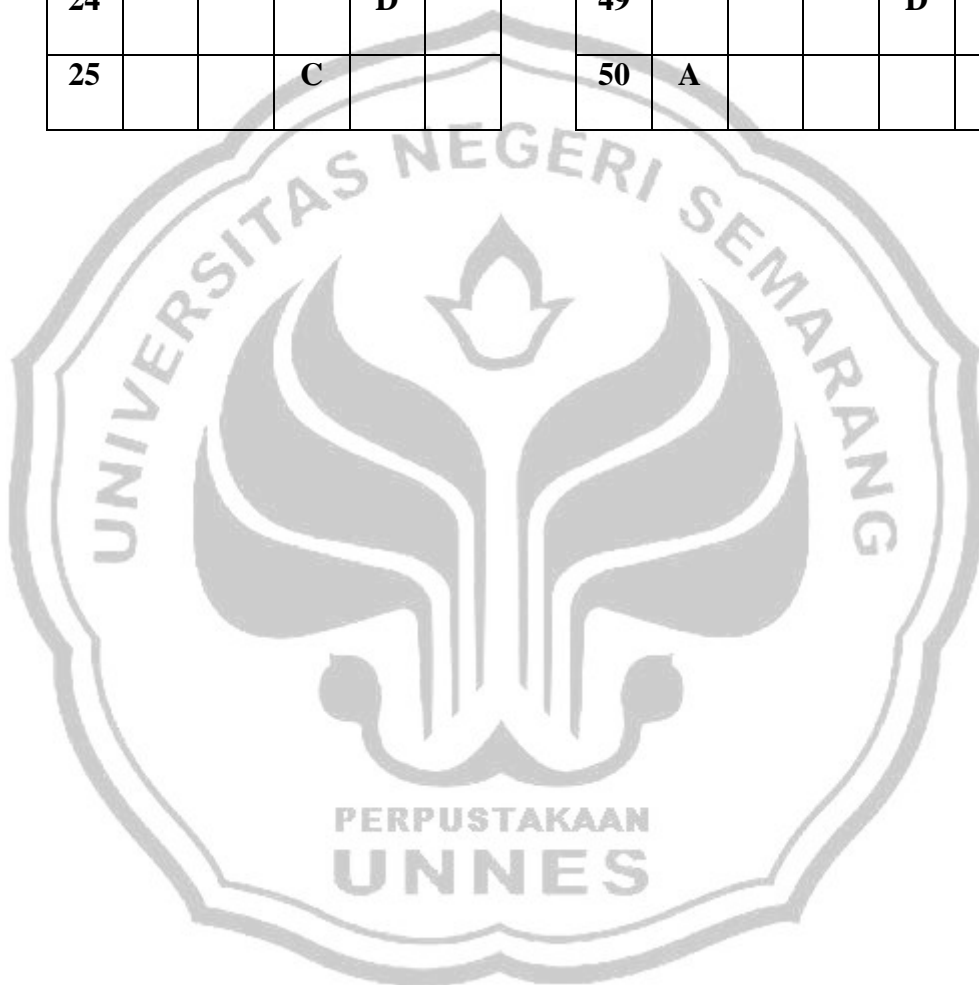 24 D 49 D
25 C 50 A
UNIVERSITAS NEGERI SEMARANG
PERPUSTAKAAN
UNNES